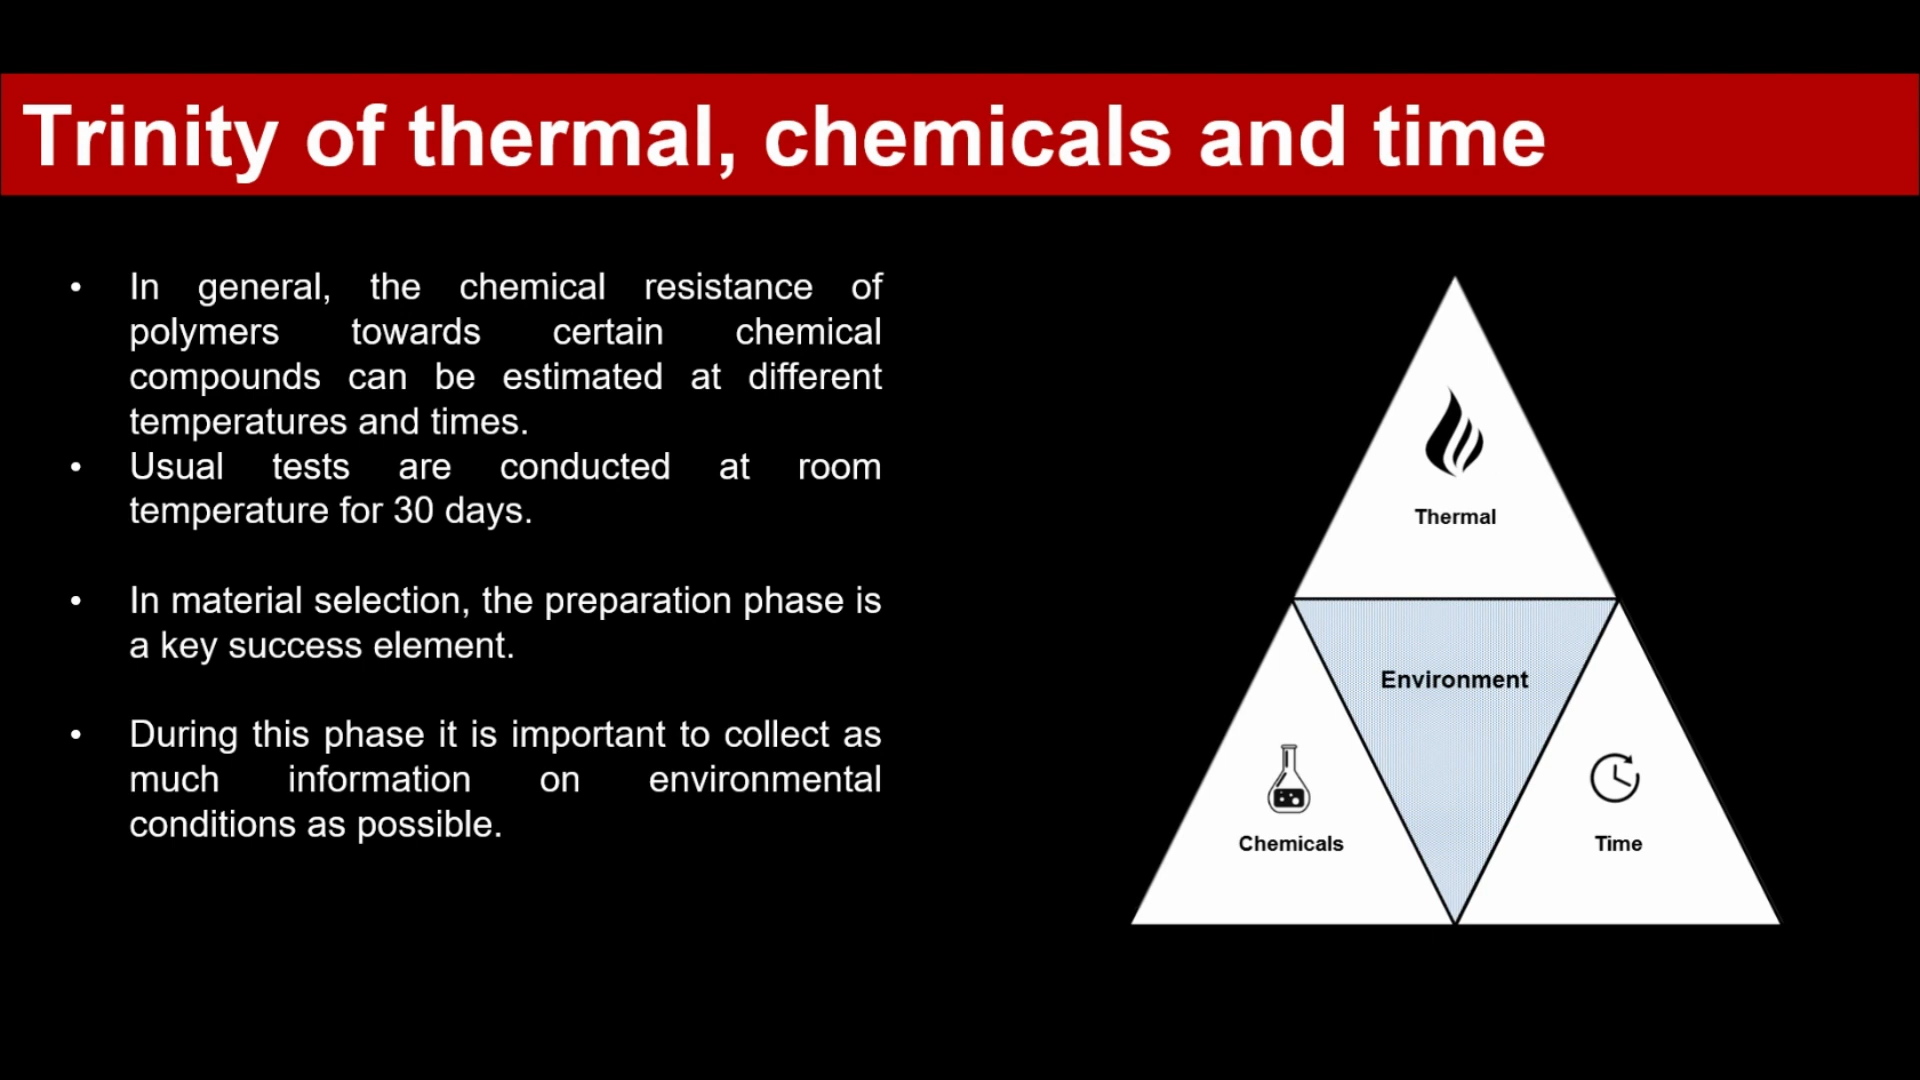 Trinity of thermal, chemicals and time
• In general, the chemical resistance of
polymers towards certain chemical
compounds can be estimated at different
temperatures and times.
• Usual tests are conducted at room
temperature for 30 days.
• In material selection, the preparation phase is
a key success element.
• During this phase it is important to collect as
much information on environmental
conditions as possible.
Thermal
Environment
Chemicals
Time